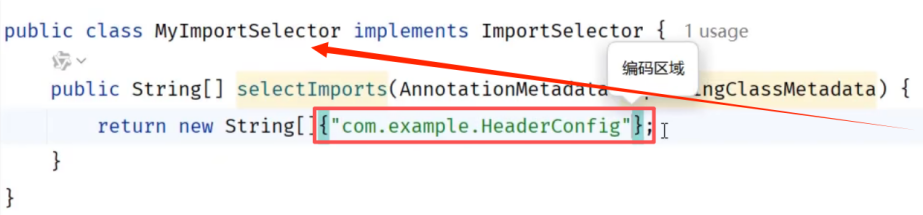 public class MyImportSelector implements ImportSelector { 1 usage
编码区域
public String[] selectImports(AnnotationMetadata ingClassMetadata) {
return new String[]{"com.example.HeaderConfig"};
}
}